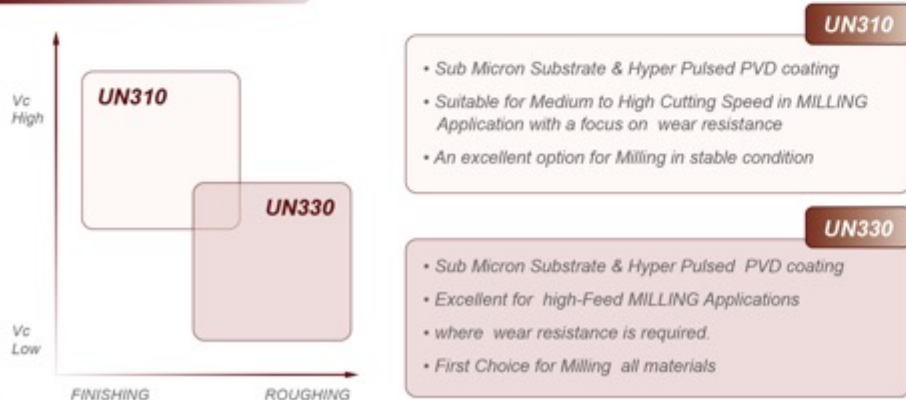 Vc
High
UN310
UN330
Vc
Low
FINISHING
ROUGHING
UN310
• Sub Micron Substrate & Hyper Pulsed PVD coating
• Suitable for Medium to High Cutting Speed in MILLING
Application with a focus on wear resistance
• An excellent option for Milling in stable condition
UN330
• Sub Micron Substrate & Hyper Pulsed PVD coating
• Excellent for high-Feed MILLING Applications
• where wear resistance is required.
• First Choice for Milling all materials